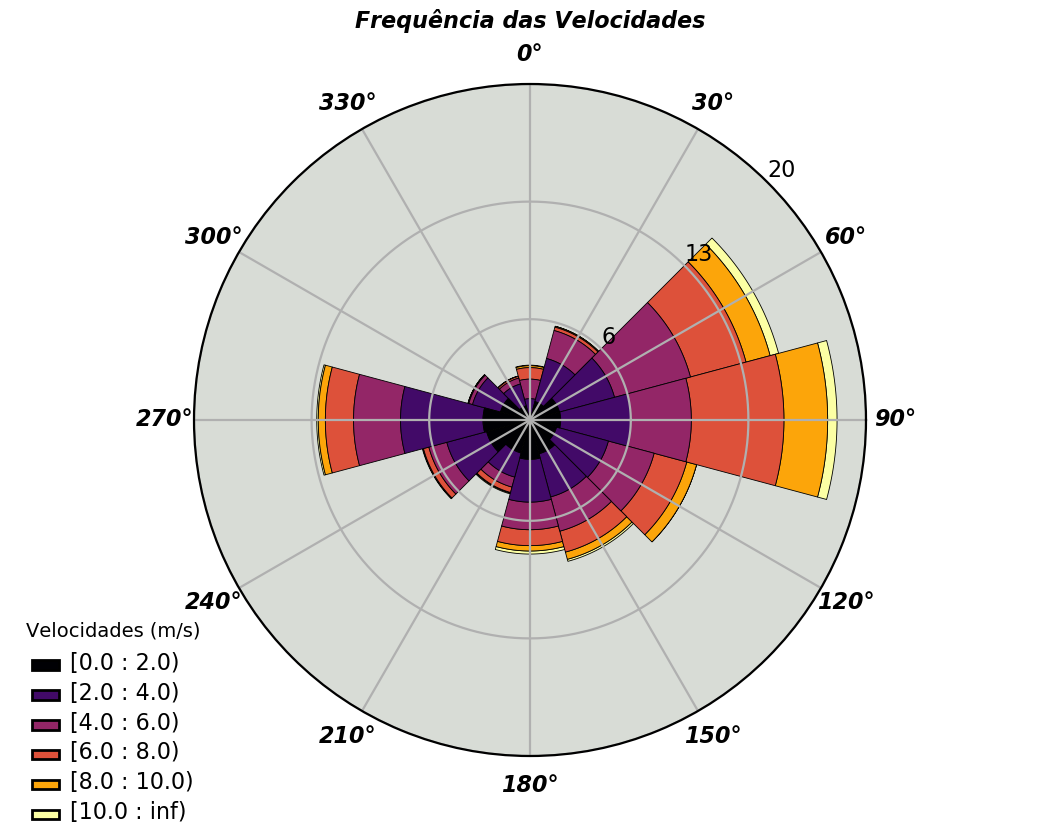 Frequência das Velocidades
0°
330°
30°
20
300°
60°
13
6
270°
90°
240°
120°
210°
150°
180°
Velocidades (m/s)
[0.0 : 2.0)
[2.0 : 4.0)
[4.0 : 6.0)
[6.0 : 8.0)
[8.0 : 10.0)
[10.0 : inf)